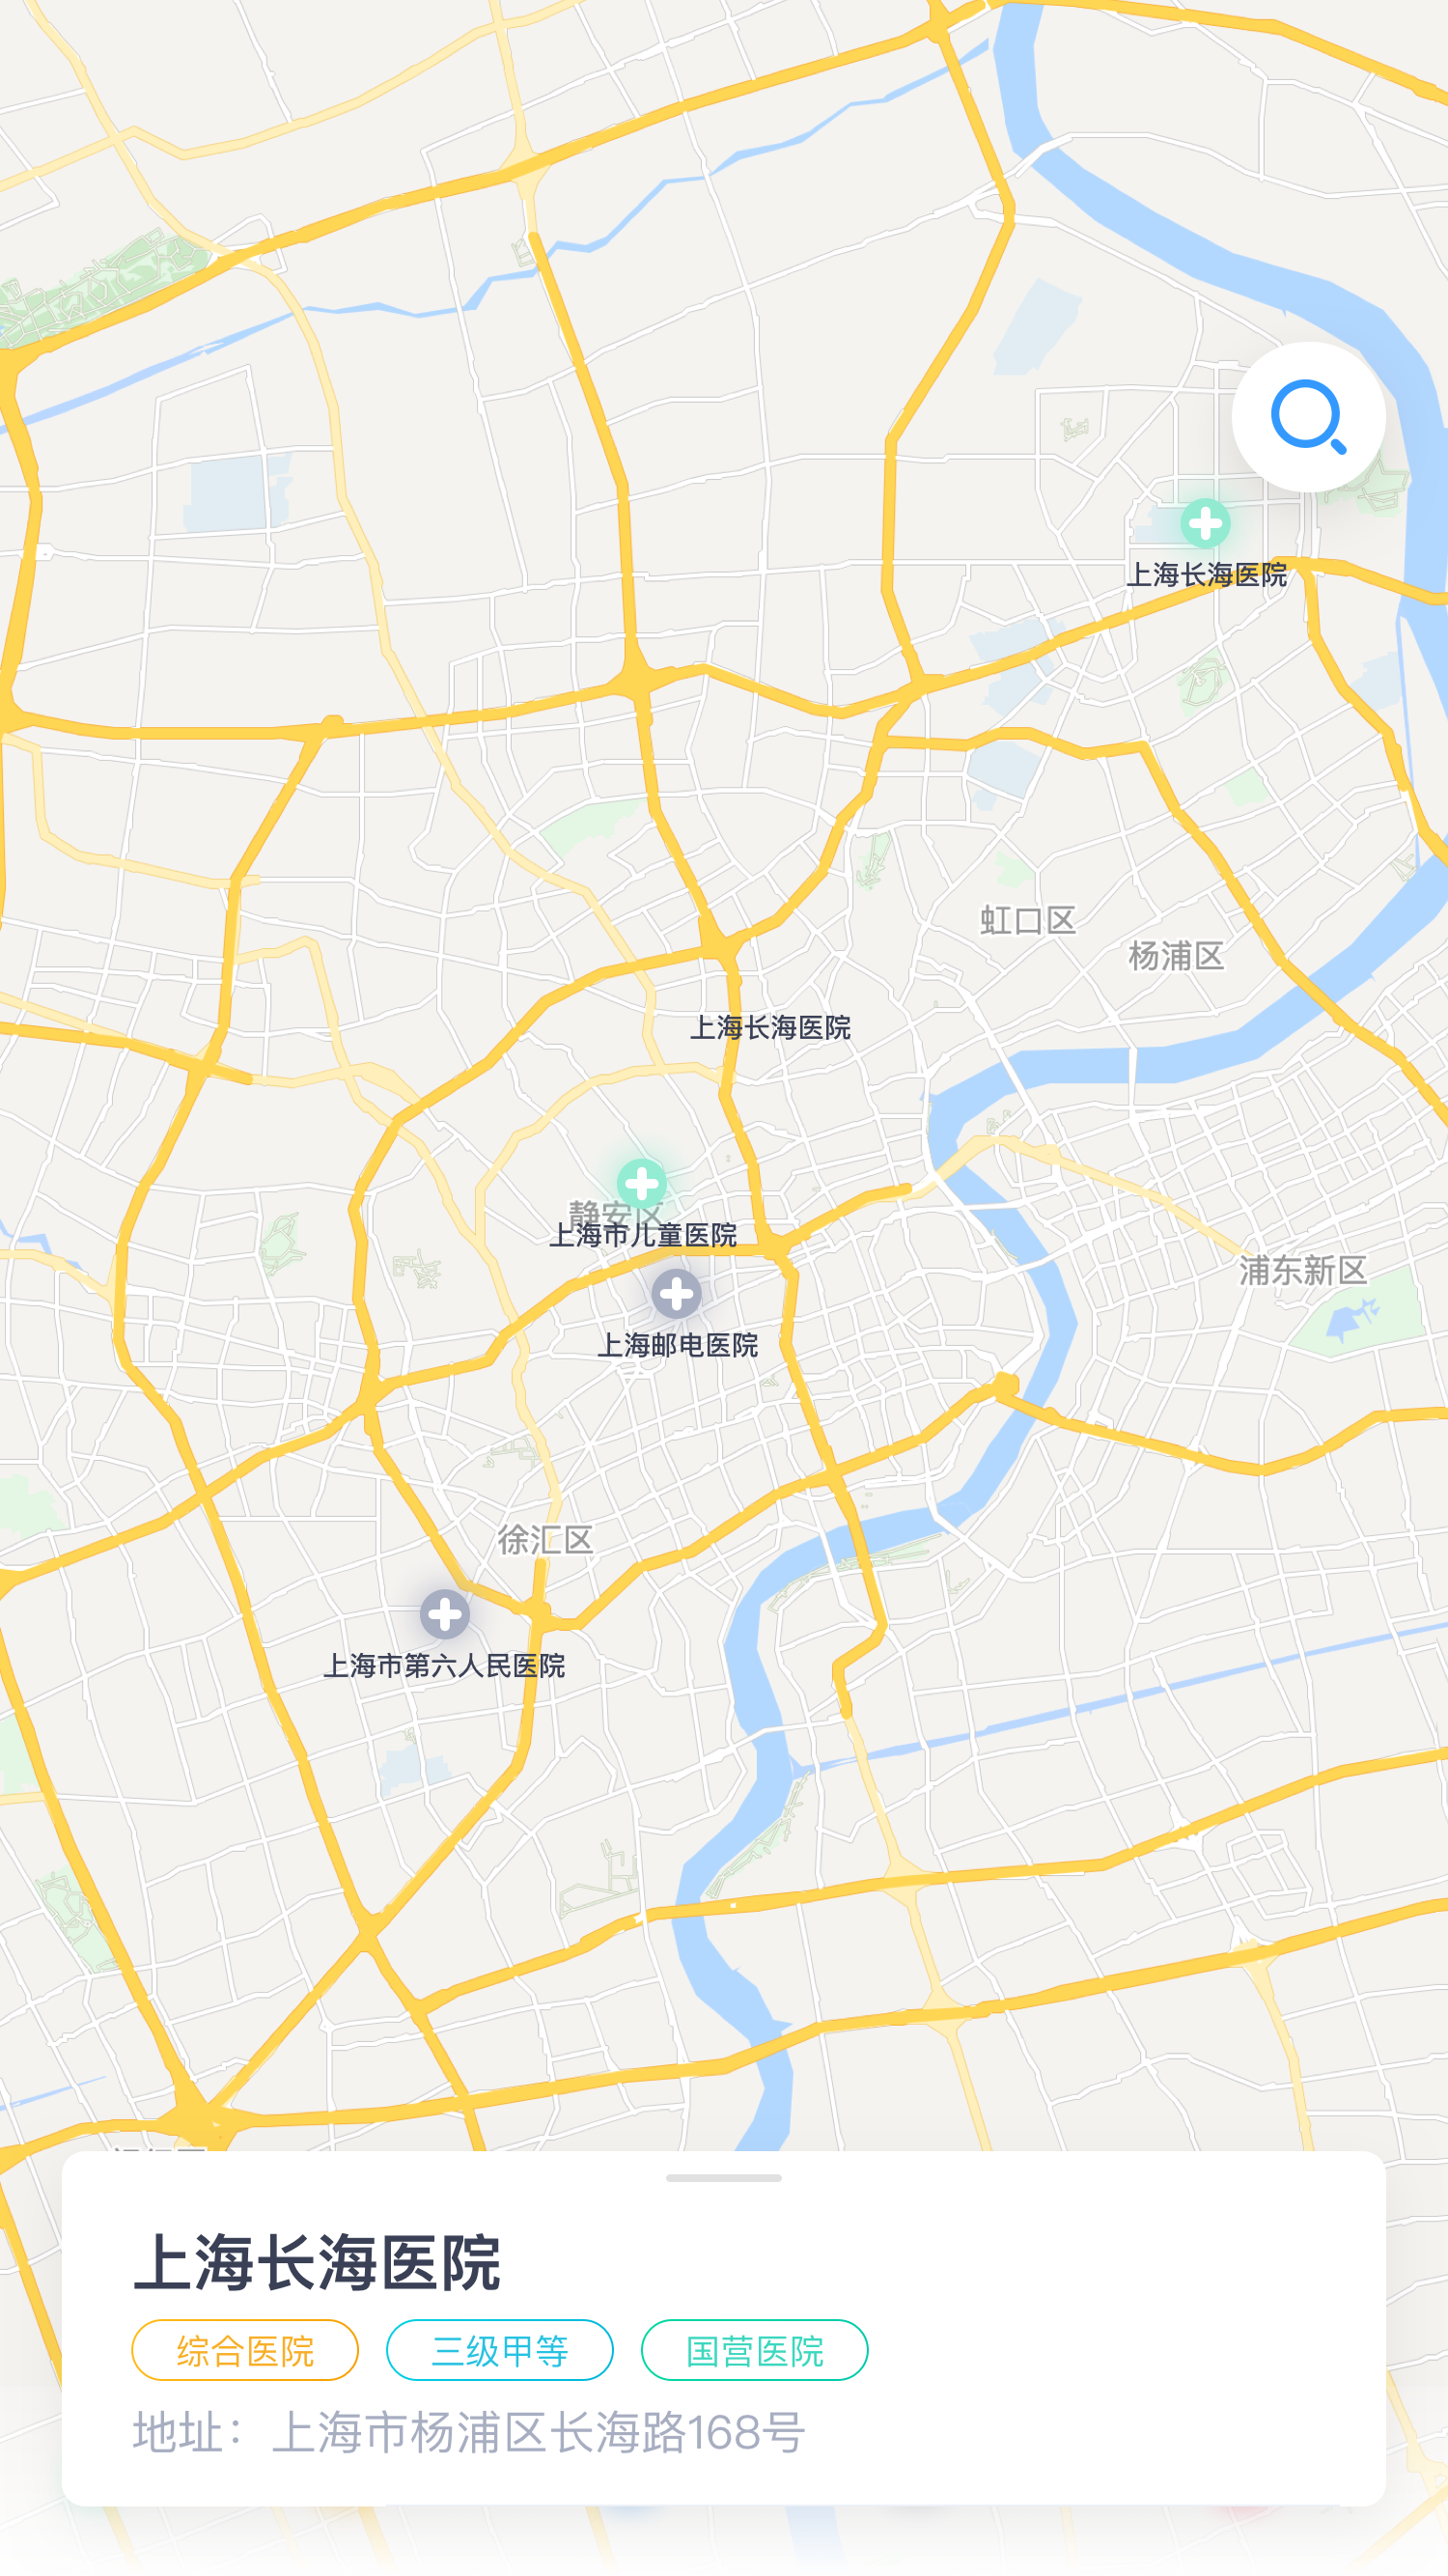 上海长海医院
虹口区
杨浦区
上海长海医院
静安区
上海市儿童医院
浦东新区
上海邮电医院
徐汇区
上海市第六人民医院
上海长海医院
综合医院
三级甲等
国营医院
地址：上海市杨浦区长海路168号